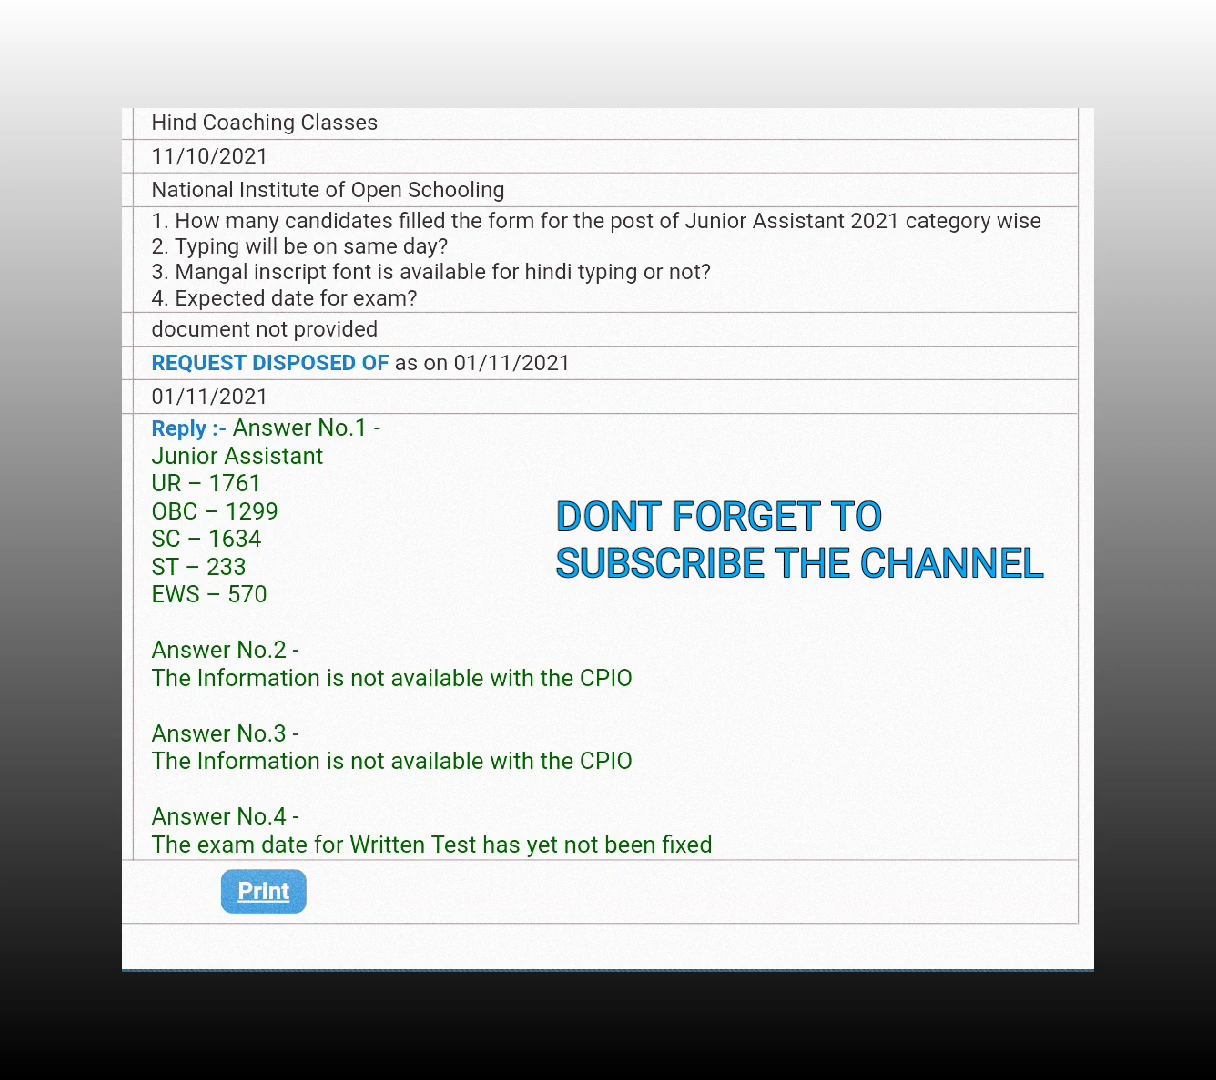 Hind Coaching Classes
11/10/2021
National Institute of Open Schooling
1. How many candidates filled the form for the post of Junior Assistant 2021 category wise
2. Typing will be on same day?
3. Mangal inscript font is available for hindi typing or not?
4. Expected date for exam?
document not provided
REQUEST DISPOSED OF as on 01/11/2021
01/11/2021
Reply :- Answer No.1 -
Junior Assistant
UR – 1761
OBC – 1299
SC – 1634
ST – 233
EWS – 570
DONT FORGET TO
SUBSCRIBE THE CHANNEL
Answer No.2 -
The Information is not available with the CPIO
Answer No.3 -
The Information is not available with the CPIO
Answer No.4 -
The exam date for Written Test has yet not been fixed
Print